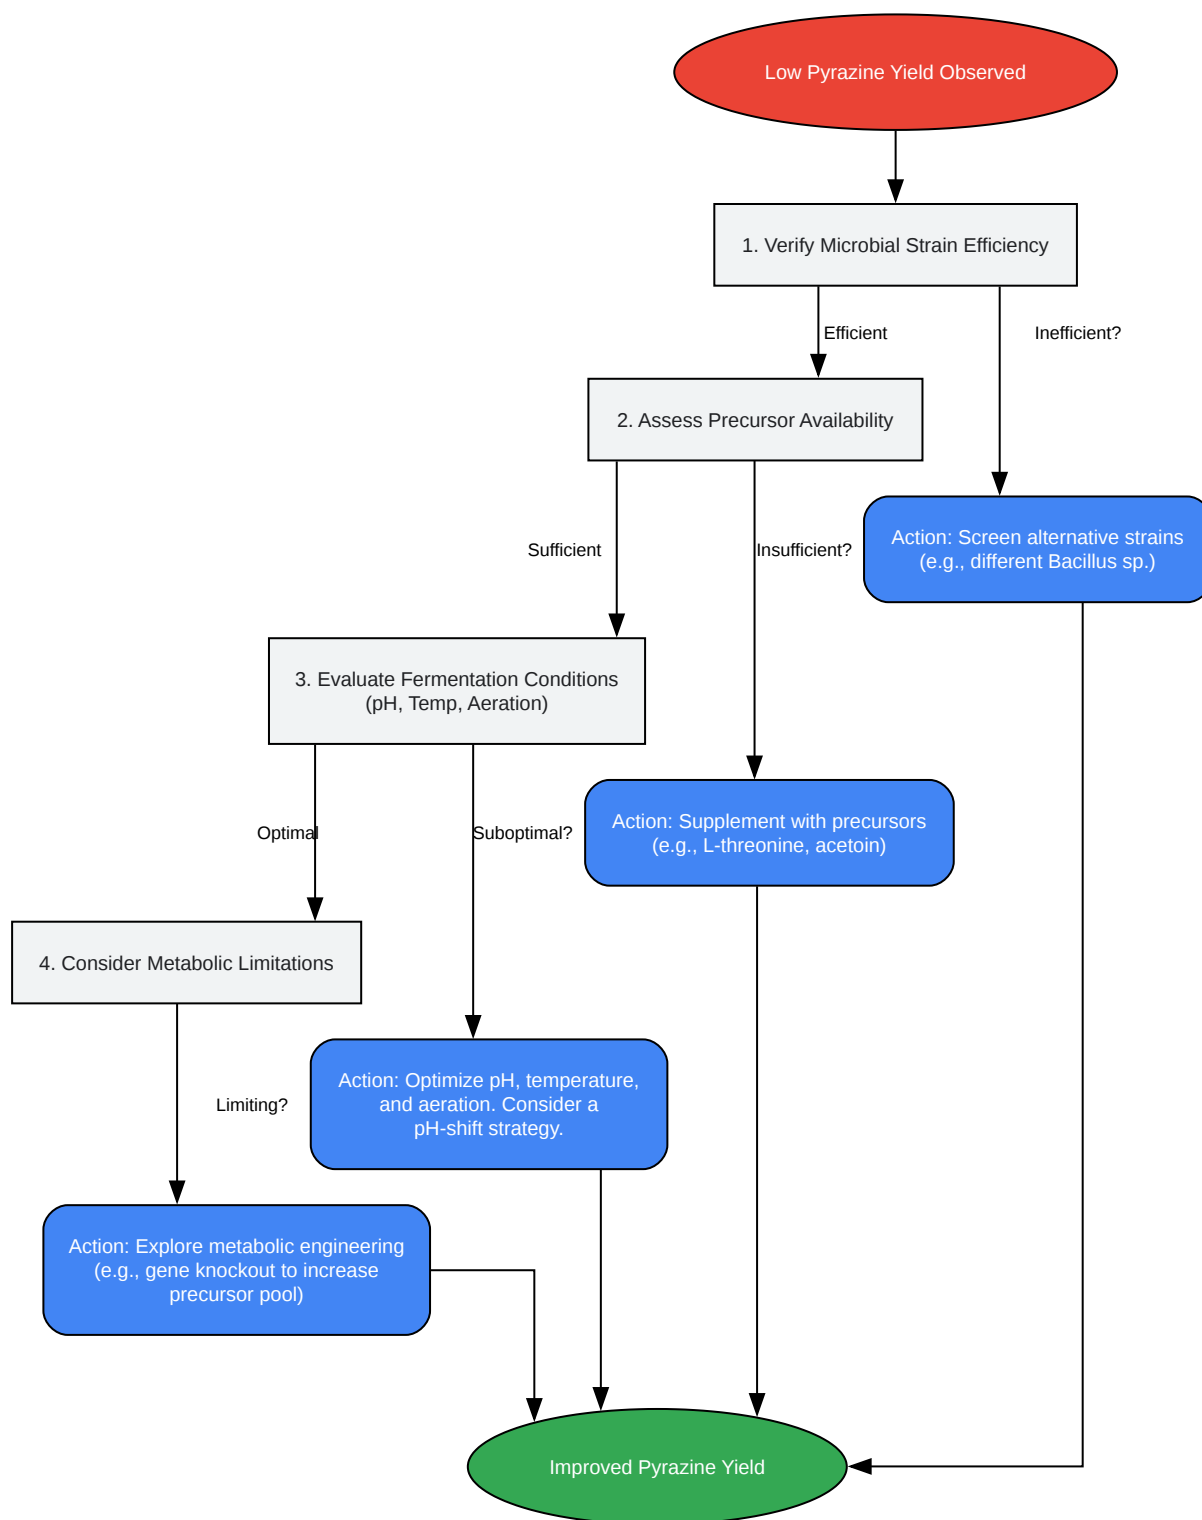 Low Pyrazine Yield Observed
1. Verify Microbial Strain Efficiency
Efficient
Inefficient?
2. Assess Precursor Availability
Action: Screen alternative strains
(e.g., different Bacillus sp.)
Sufficient
Insufficient?
3. Evaluate Fermentation Conditions
(pH, Temp, Aeration)
Action: Supplement with precursors
(e.g., L-threonine, acetoin)
Optimal
Suboptimal?
4. Consider Metabolic Limitations
Action: Optimize pH, temperature,
and aeration. Consider a
pH-shift strategy.
Limiting?
Action: Explore metabolic engineering
(e.g., gene knockout to increase
precursor pool)
Improved Pyrazine Yield